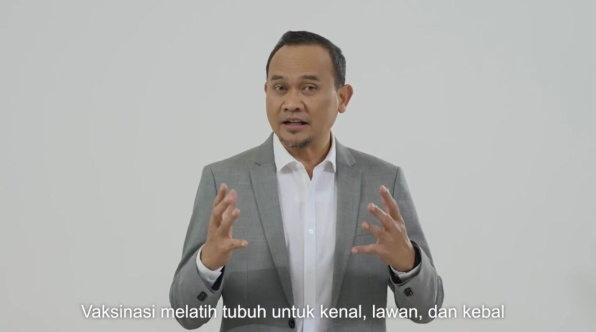 Vaksinasi melatih tubuh untuk kenal, lawan, dan kebal